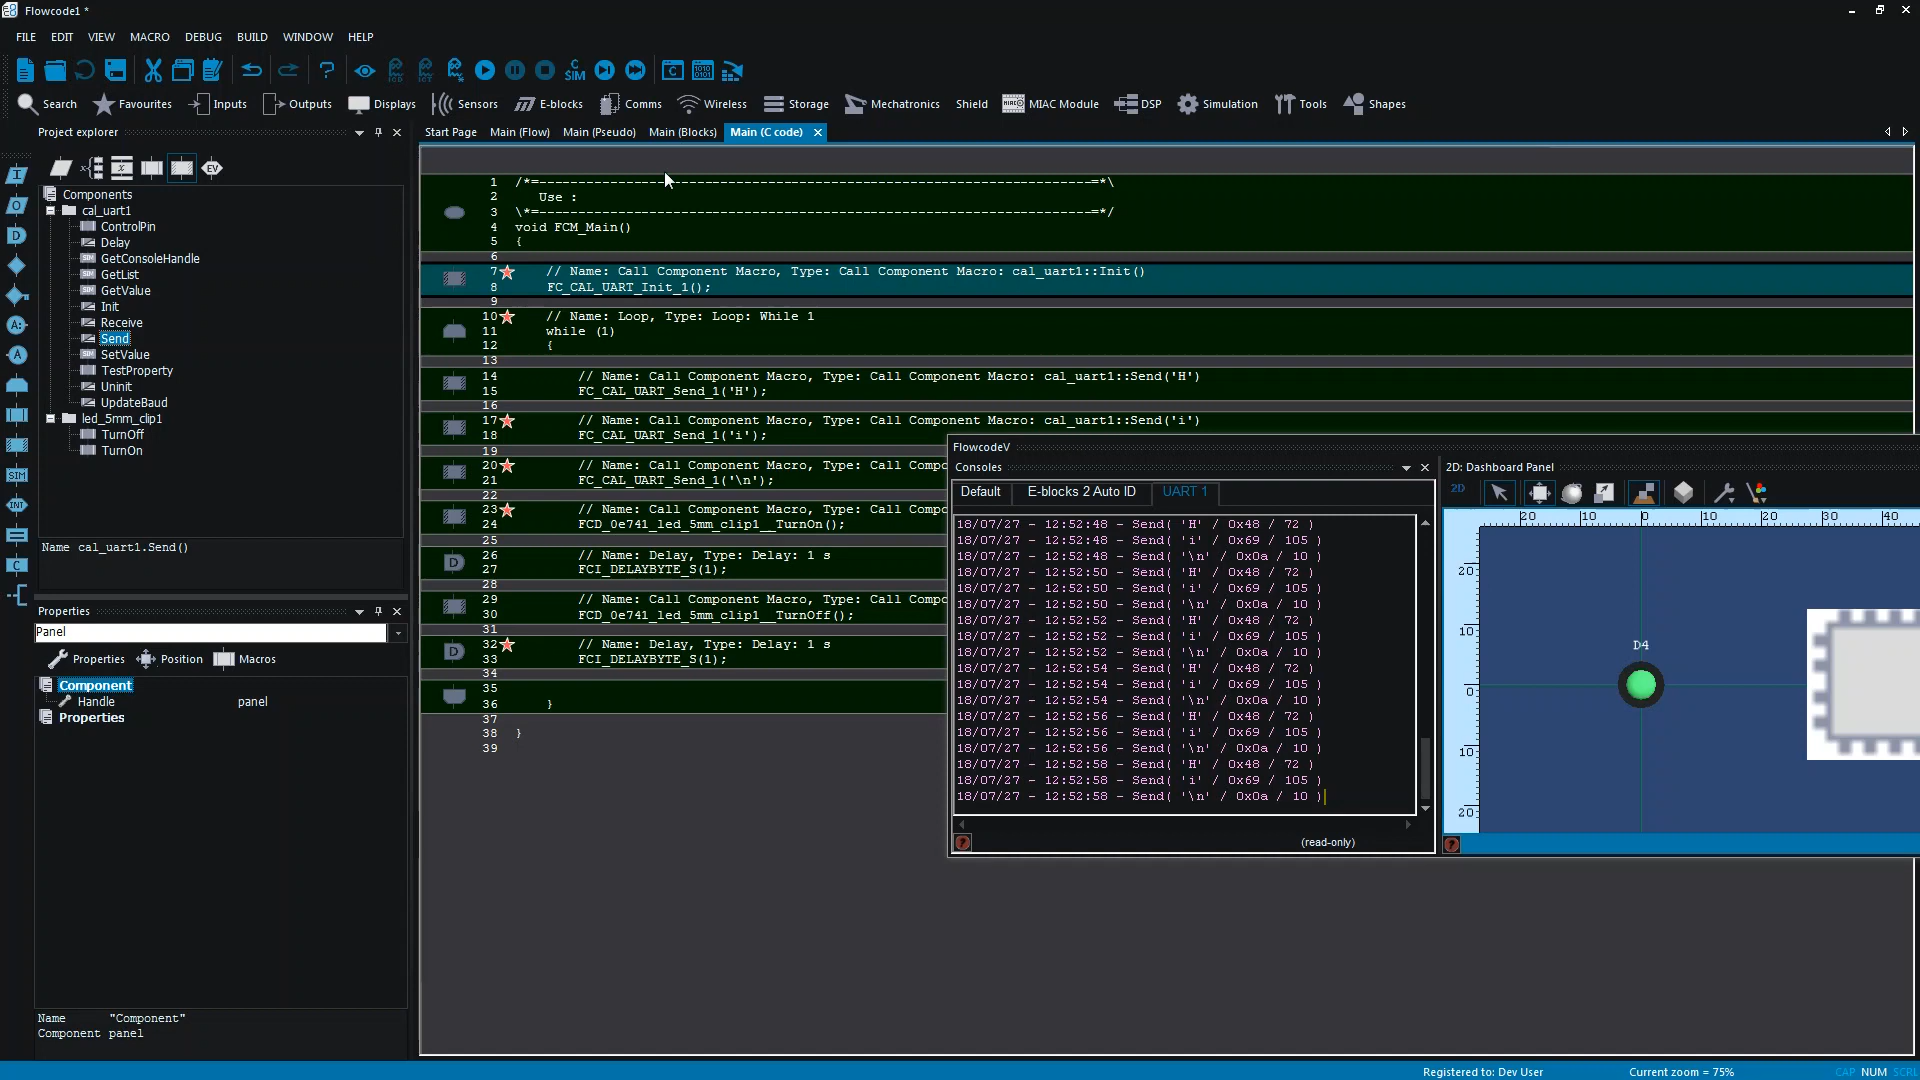 Flowcode1 *
FILE EDIT VIEW MACRO DEBUG BUILD WINDOW HELP
C SIM
Search Favourites Inputs Outputs Displays Sensors E-blocks Comms Wireless Storage Mechatronics Shield MIAC Module DSP Simulation Tools Shapes
Project explorer
Start Page Main (Flow) Main (Pseudo) Main (Blocks) Main (C code)
Components
cal_uart1
ControlPin
Delay
GetConsoleHandle
GetList
GetValue
Init
Receive
Send
SetValue
TestProperty
Uninit
UpdateBaud
led_5mm_clip1
TurnOff
TurnOn
Name cal_uart1.Send()
Properties
Panel
Properties Position Macros
Component
Handle panel
Properties
Name "Component"
Component panel
1 /*=----------------------------------------------------------------------=*\
2 Use :
3 \*=----------------------------------------------------------------------=*/
4 void FCM_Main()
5 {
6
7 // Name: Call Component Macro, Type: Call Component Macro: cal_uart1::Init()
8 FC_CAL_UART_Init_1();
9
10 // Name: Loop, Type: Loop: While 1
11 while (1)
12 {
13
14 // Name: Call Component Macro, Type: Call Component Macro: cal_uart1::Send('H')
15 FC_CAL_UART_Send_1('H');
16
17 // Name: Call Component Macro, Type: Call Component Macro: cal_uart1::Send('i')
18 FC_CAL_UART_Send_1('i');
19
20 // Name: Call Component Macro, Type: Call Compo
21 FC_CAL_UART_Send_1('\n');
22
23 // Name: Call Component Macro, Type: Call Compo
24 FCD_0e741_led_5mm_clip1__TurnOn();
25
26 // Name: Delay, Type: Delay: 1 s
27 FCI_DELAYBYTE_S(1);
28
29 // Name: Call Component Macro, Type: Call Compo
30 FCD_0e741_led_5mm_clip1__TurnOff();
31
32 // Name: Delay, Type: Delay: 1 s
33 FCI_DELAYBYTE_S(1);
34
35
36 }
37
38 }
39
FlowcodeV
Consoles
Default E-blocks 2 Auto ID UART 1
18/07/27 - 12:52:48 - Send( 'H' / 0x48 / 72 )
18/07/27 - 12:52:48 - Send( 'i' / 0x69 / 105 )
18/07/27 - 12:52:48 - Send( '\n' / 0x0a / 10 )
18/07/27 - 12:52:50 - Send( 'H' / 0x48 / 72 )
18/07/27 - 12:52:50 - Send( 'i' / 0x69 / 105 )
18/07/27 - 12:52:50 - Send( '\n' / 0x0a / 10 )
18/07/27 - 12:52:52 - Send( 'H' / 0x48 / 72 )
18/07/27 - 12:52:52 - Send( 'i' / 0x69 / 105 )
18/07/27 - 12:52:52 - Send( '\n' / 0x0a / 10 )
18/07/27 - 12:52:54 - Send( 'H' / 0x48 / 72 )
18/07/27 - 12:52:54 - Send( 'i' / 0x69 / 105 )
18/07/27 - 12:52:54 - Send( '\n' / 0x0a / 10 )
18/07/27 - 12:52:56 - Send( 'H' / 0x48 / 72 )
18/07/27 - 12:52:56 - Send( 'i' / 0x69 / 105 )
18/07/27 - 12:52:56 - Send( '\n' / 0x0a / 10 )
18/07/27 - 12:52:58 - Send( 'H' / 0x48 / 72 )
18/07/27 - 12:52:58 - Send( 'i' / 0x69 / 105 )
18/07/27 - 12:52:58 - Send( '\n' / 0x0a / 10 )
(read-only)
2D: Dashboard Panel
2D
20 10 0 10 20 30 40
20
10
0
10
20
D4
Registered to: Dev User Current zoom = 75% CAP NUM SCRL